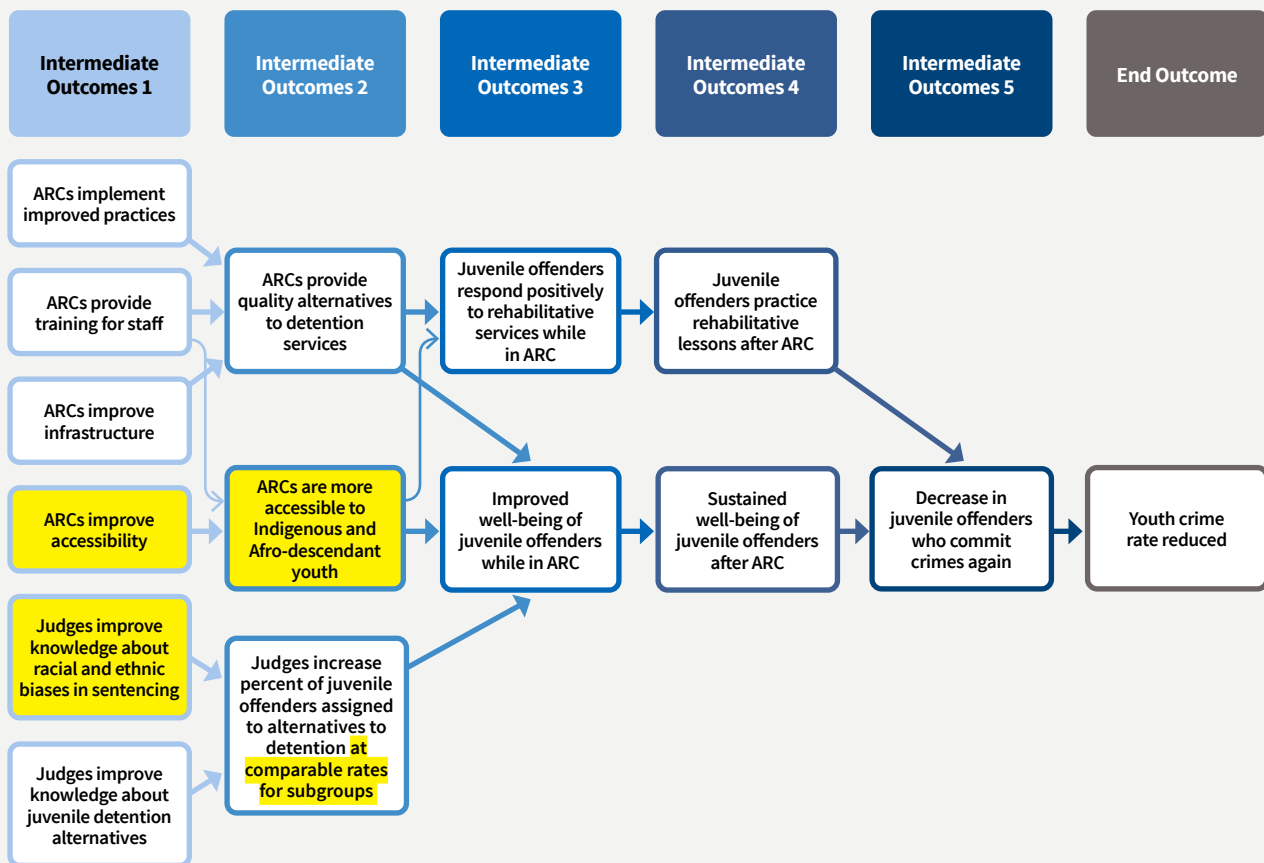 Intermediate
Outcomes 1
Intermediate
Outcomes 2
Intermediate
Outcomes 3
Intermediate
Outcomes 4
Intermediate
Outcomes 5
End Outcome
ARCs implement
improved practices
ARCs provide
training for staff
ARCs improve
infrastructure
ARCs improve
accessibility
Judges improve
knowledge about
racial and ethnic
biases in sentencing
Judges improve
knowledge about
juvenile detention
alternatives
ARCs provide
quality alternatives
to detention
services
ARCs are more
accessible to
Indigenous and
Afro-descendant
youth
Judges increase
percent of juvenile
offenders assigned
to alternatives to
detention at
comparable rates
for subgroups
Juvenile offenders
respond positively
to rehabilitative
services while
in ARC
Improved
well-being of
juvenile offenders
while in ARC
Juvenile
offenders practice
rehabilitative
lessons after ARC
Sustained
well-being of
juvenile offenders
after ARC
Decrease in
juvenile offenders
who commit
crimes again
Youth crime
rate reduced